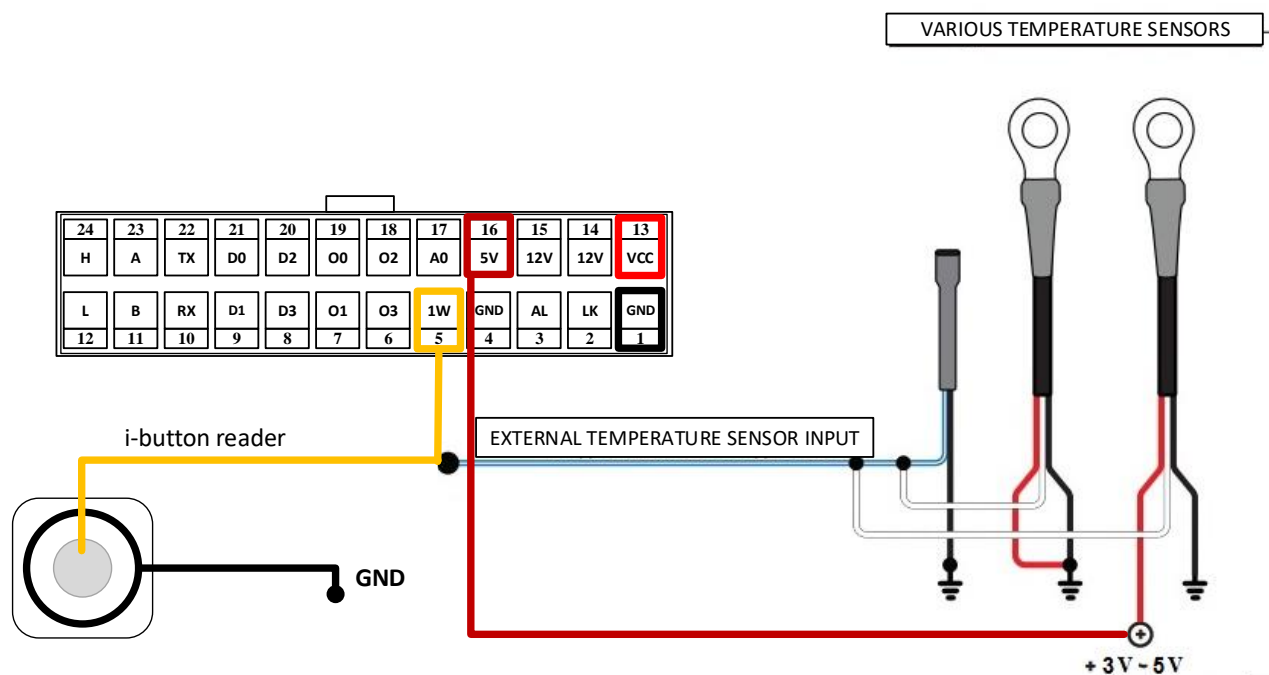 VARIOUS TEMPERATURE SENSORS
24 23 22 21 20 19 18 17 16 15 14 13
H A TX D0 D2 O0 O2 A0 5V 12V 12V VCC
L B RX D1 D3 O1 O3 1W GND AL LK GND
12 11 10 9 8 7 6 5 4 3 2 1
i-button reader
EXTERNAL TEMPERATURE SENSOR INPUT
GND
+ 3V ~ 5V